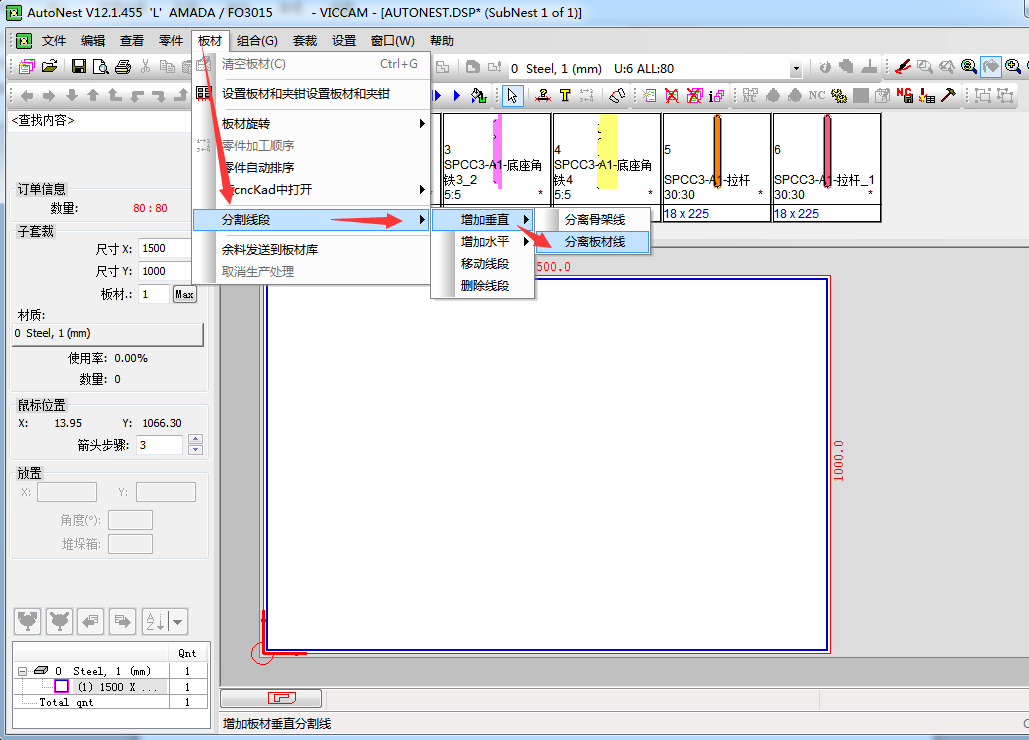 AutoNest V12.1.455 'L' AMADA / FO3015 - VICCAM - [AUTONEST.DSP* (SubNest 1 of 1)]
文件 编辑 查看 零件 板材 组合(G) 套裁 设置 窗口(W) 帮助
清空板材(C) Ctrl+G
0 Steel, 1 (mm) U:6 ALL:80
设置板材和夹钳设置板材和夹钳
NC
NC
NC
<查找内容>
板材旋转
零件加工顺序
零件自动排序
cncKad中打开
分割线段
余料发送到板材库
取消生产处理
增加垂直
增加水平
移动线段
删除线段
分离骨架线
分离板材线
3
SPCC3-A1-底座角
铁3_2
5:5
*
4
SPCC3-A1-底座角
铁4
5:5
*
5
SPCC3-A1-拉杆
30:30
*
18 x 225
6
SPCC3-A1-拉杆_1
30:30
*
18 x 225
订单信息
数量: 80 : 80
子套裁
尺寸 X: 1500
尺寸 Y: 1000
板材.: 1 Max
材质:
0 Steel, 1 (mm)
使用率: 0.00%
数量: 0
鼠标位置
X: 13.95 Y: 1066.30
箭头步骤: 3
放置
X: Y:
角度(°):
堆垛箱:
500.0
1000.0
Qnt
0 Steel, 1 (mm) 1
(1) 1500 X ... 1
Total qnt 1
增加板材垂直分割线